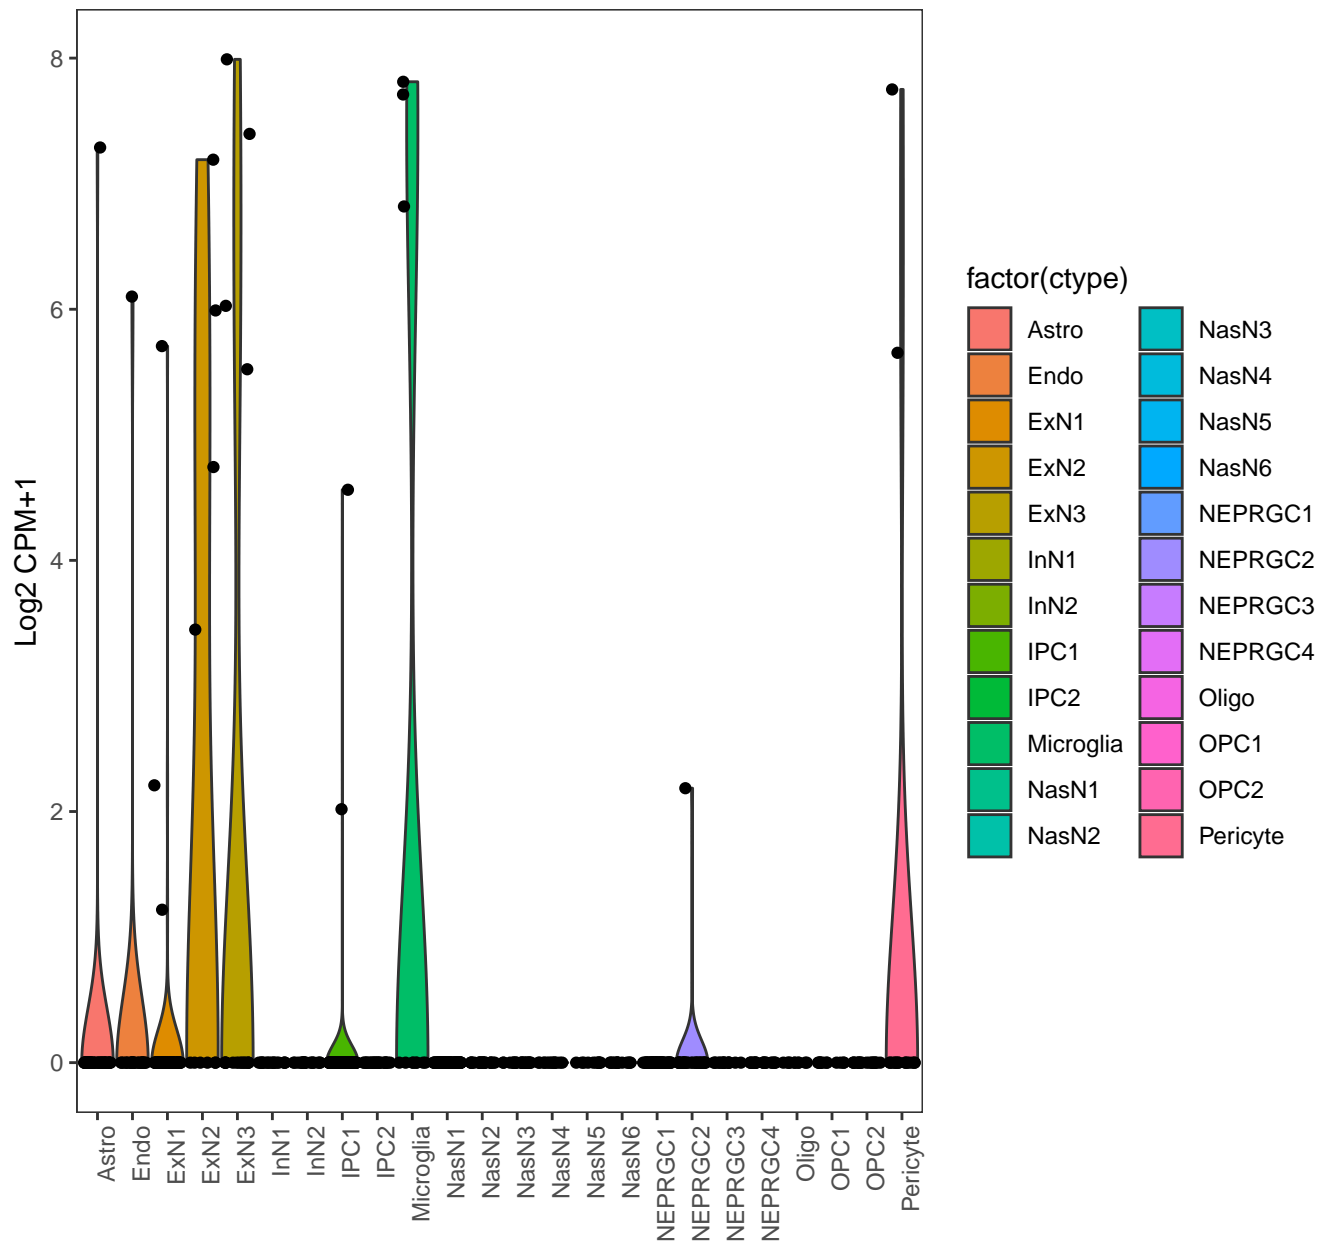 8
6
4
2
0
Log2 CPM+1
Astro
Endo
ExN1
ExN2
ExN3
InN1
InN2
IPC1
IPC2
Microglia
NasN1
NasN2
NasN3
NasN4
NasN5
NasN6
NEPRGC1
NEPRGC2
NEPRGC3
NEPRGC4
Oligo
OPC1
OPC2
Pericyte
factor(ctype)
Astro
Endo
ExN1
ExN2
ExN3
InN1
InN2
IPC1
IPC2
Microglia
NasN1
NasN2
NasN3
NasN4
NasN5
NasN6
NEPRGC1
NEPRGC2
NEPRGC3
NEPRGC4
Oligo
OPC1
OPC2
Pericyte